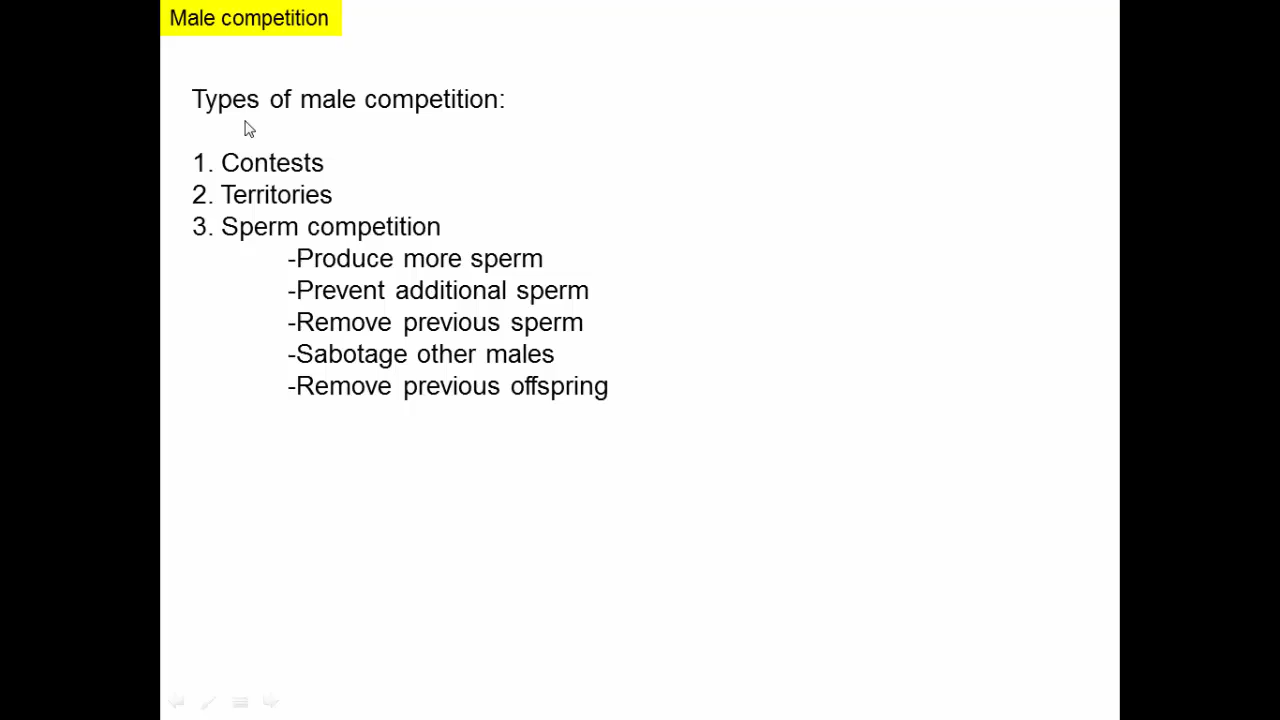 Male competition
Types of male competition:
1. Contests
2. Territories
3. Sperm competition
-Produce more sperm
-Prevent additional sperm
-Remove previous sperm
-Sabotage other males
-Remove previous offspring